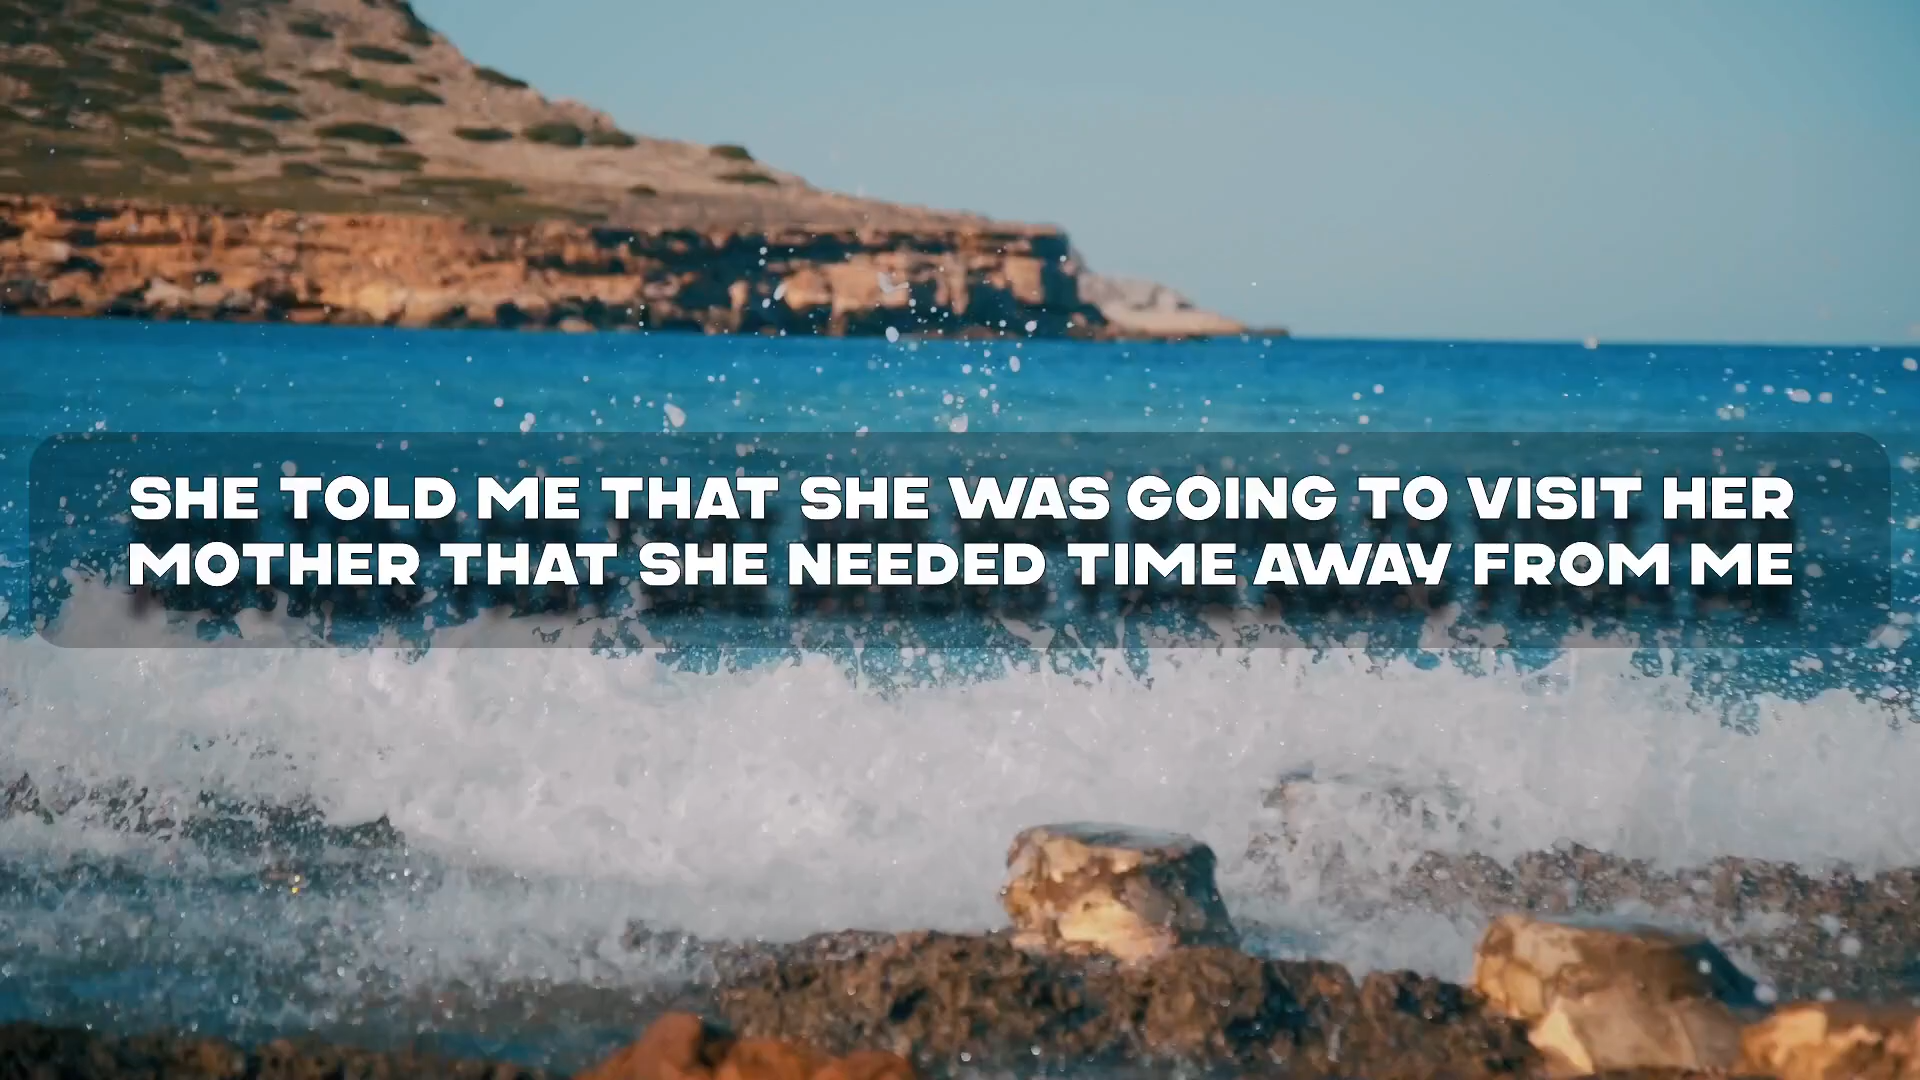 SHE TOLD ME THAT SHE WAS GOING TO VISIT HER
MOTHER THAT SHE NEEDED TIME AWAY FROM ME